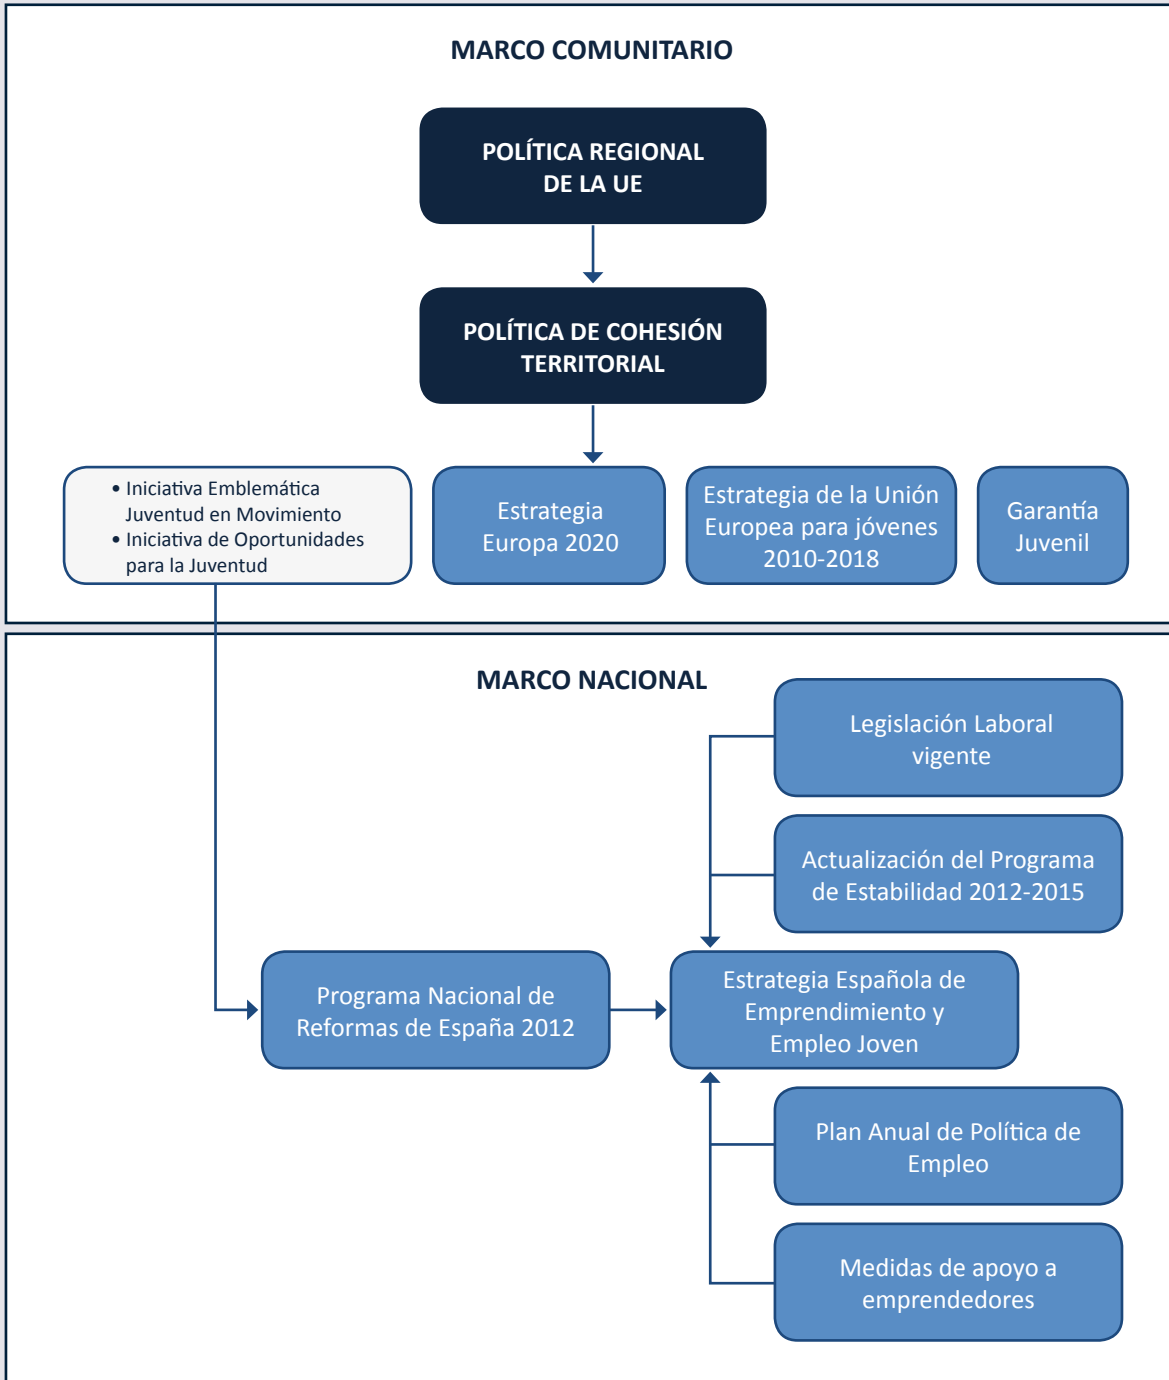 MARCO COMUNITARIO
POLÍTICA REGIONAL
DE LA UE
POLÍTICA DE COHESIÓN
TERRITORIAL
• Iniciativa Emblemática
Juventud en Movimiento
• Iniciativa de Oportunidades
para la Juventud
Estrategia
Europa 2020
Estrategia de la Unión
Europea para jóvenes
2010-2018
Garantía
Juvenil
MARCO NACIONAL
Legislación Laboral
vigente
Actualización del Programa
de Estabilidad 2012-2015
Programa Nacional de
Reformas de España 2012
Estrategia Española de
Emprendimiento y
Empleo Joven
Plan Anual de Política de
Empleo
Medidas de apoyo a
emprendedores